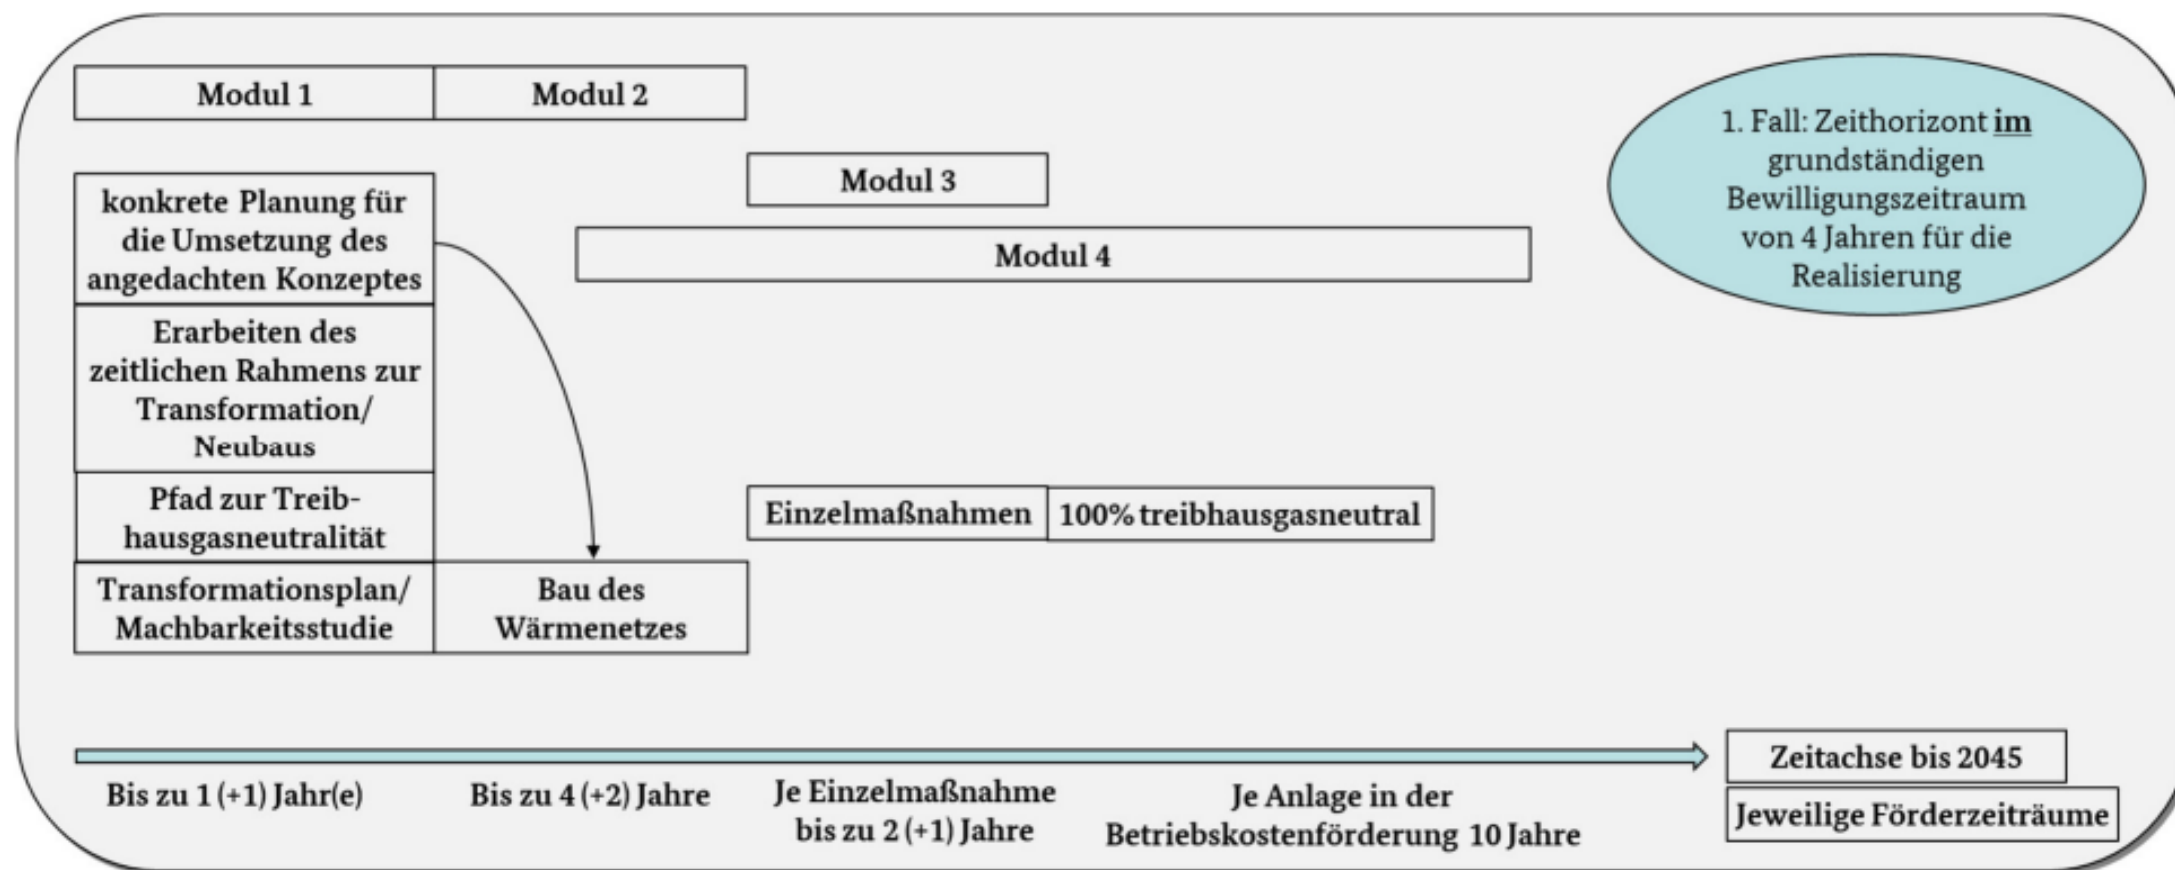 Modul 1
Modul 2
Modul 3
Modul 4
1. Fall: Zeithorizont im
grundständigen
Bewilligungszeitraum
von 4 Jahren für die
Realisierung
konkrete Planung für
die Umsetzung des
angedachten Konzeptes
Erarbeiten des
zeitlichen Rahmens zur
Transformation/
Neubaus
Pfad zur Treib-
hausgasneutralität
Transformationsplan/
Machbarkeitsstudie
Bau des
Wärmenetzes
Einzelmaßnahmen
100% treibhausgasneutral
Zeitachse bis 2045
Bis zu 1 (+1) Jahr(e)
Bis zu 4 (+2) Jahre
Je Einzelmaßnahme
bis zu 2 (+1) Jahre
Je Anlage in der
Betriebskostenförderung 10 Jahre
Jeweilige Förderzeiträume